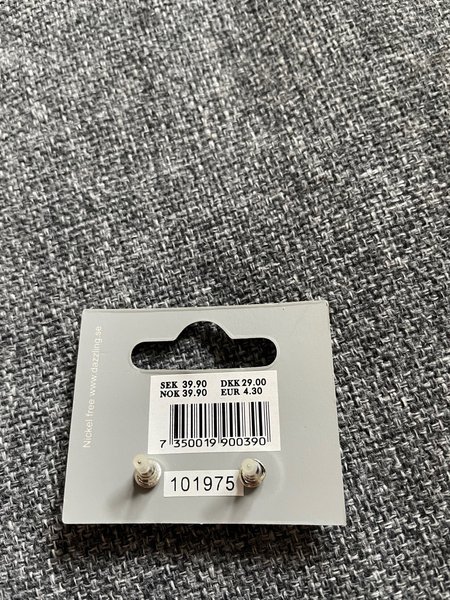 Nickel free www.dazzling.se
SEK 39.90 DKK 29.00
NOK 39.90 EUR 4.30
7 350019 900390
101975